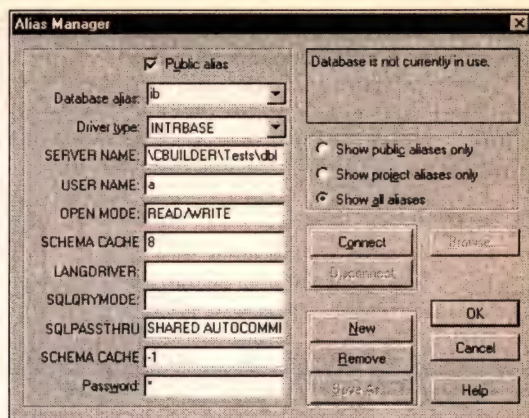 Alias Manager
Public alias
Database alias: ib
Driver type: INTRBASE
SERVER NAME: \CBUILDER\Tests\dbl
USER NAME: a
OPEN MODE: READ/WRITE
SCHEMA CACHE 8
LANGDRIVER:
SQLQRYMODE:
SQLPASSTHRU SHARED AUTOCOMMI
SCHEMA CACHE -1
Password: *
Database is not currently in use.
Show public aliases only
Show project aliases only
Show all aliases
Connect
Browse...
Disconnect
New
Remove
Save As...
OK
Cancel
Help